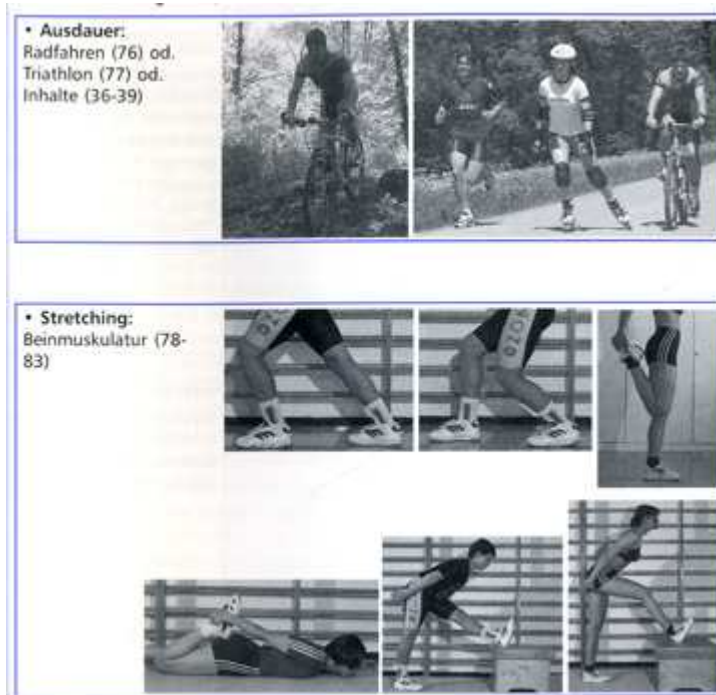 • Ausdauer:
Radfahren (76) od.
Triathlon (77) od.
Inhalte (36-39)
• Stretching:
Beinmuskulatur (78-
83)